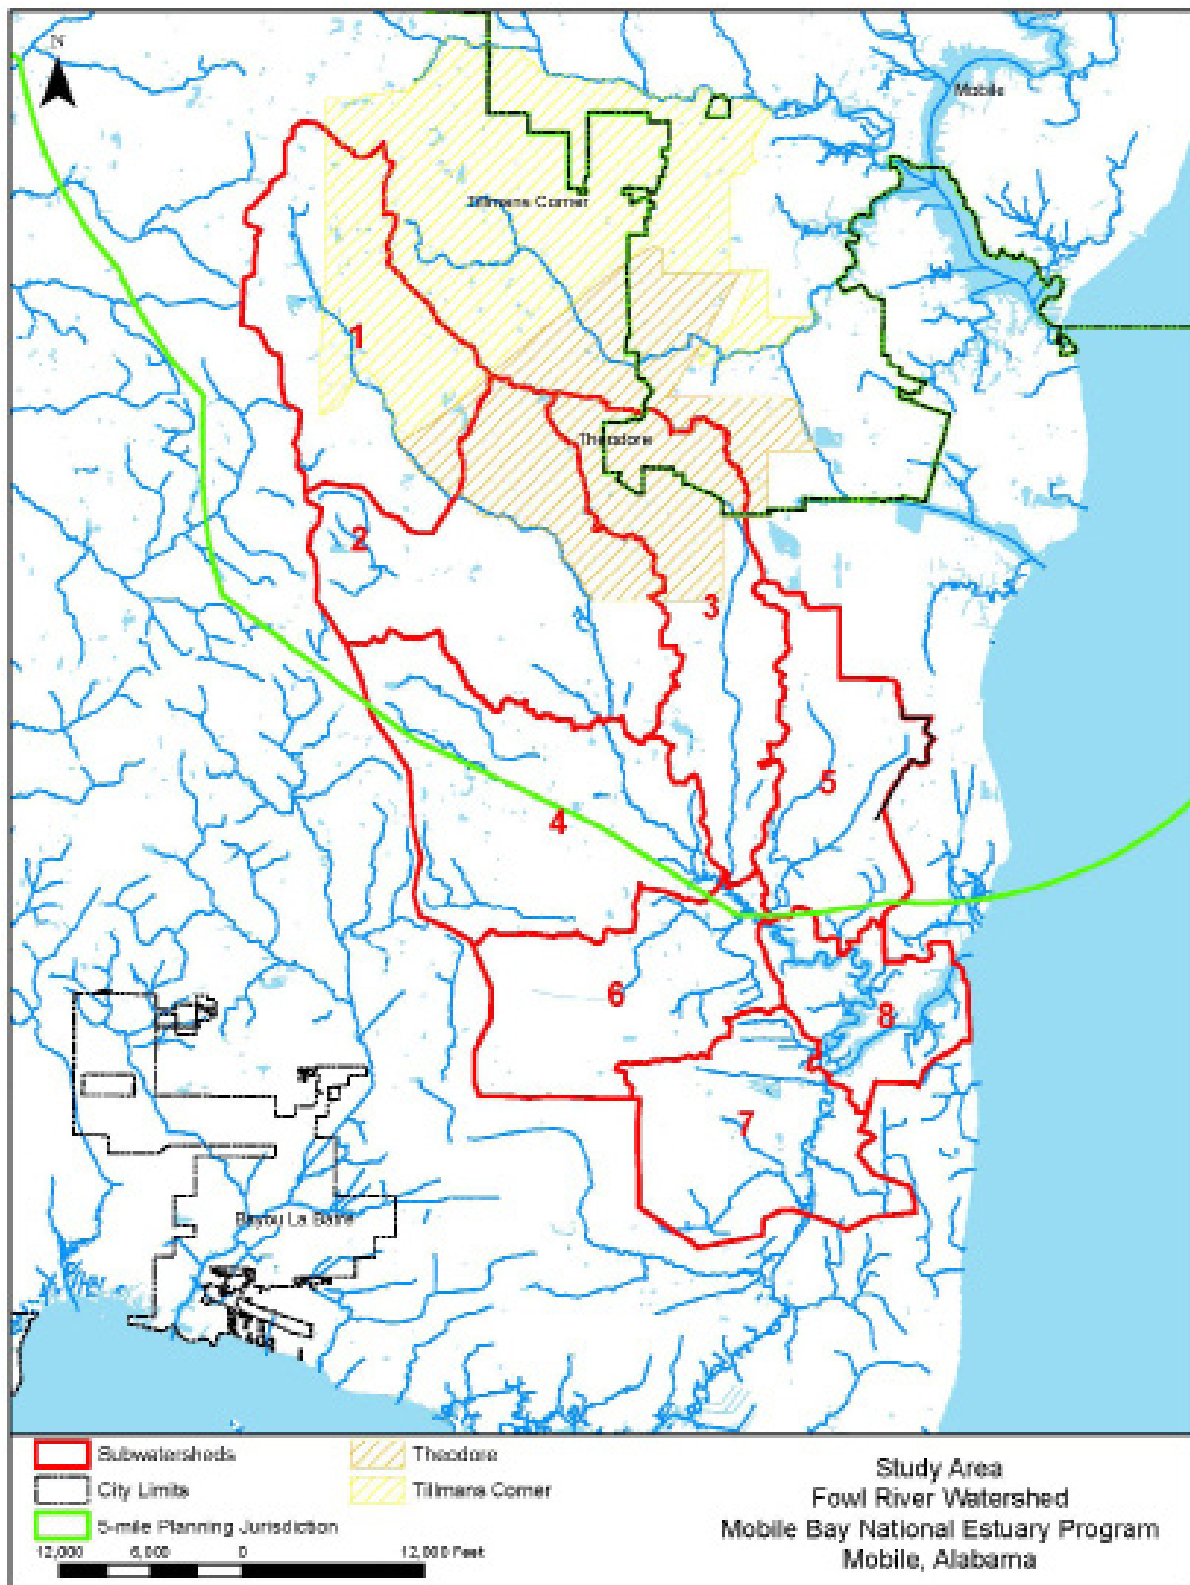 N
Mobile
Tillmans Corner
1
Theodore
2
3
5
4
6
8
7
Bayou La Batre
Subwatersheds
City Limits
5-mile Planning Jurisdiction
Theodore
Tillmans Corner
12,000 6,000 0 12,000 Feet
Study Area
Fowl River Watershed
Mobile Bay National Estuary Program
Mobile, Alabama